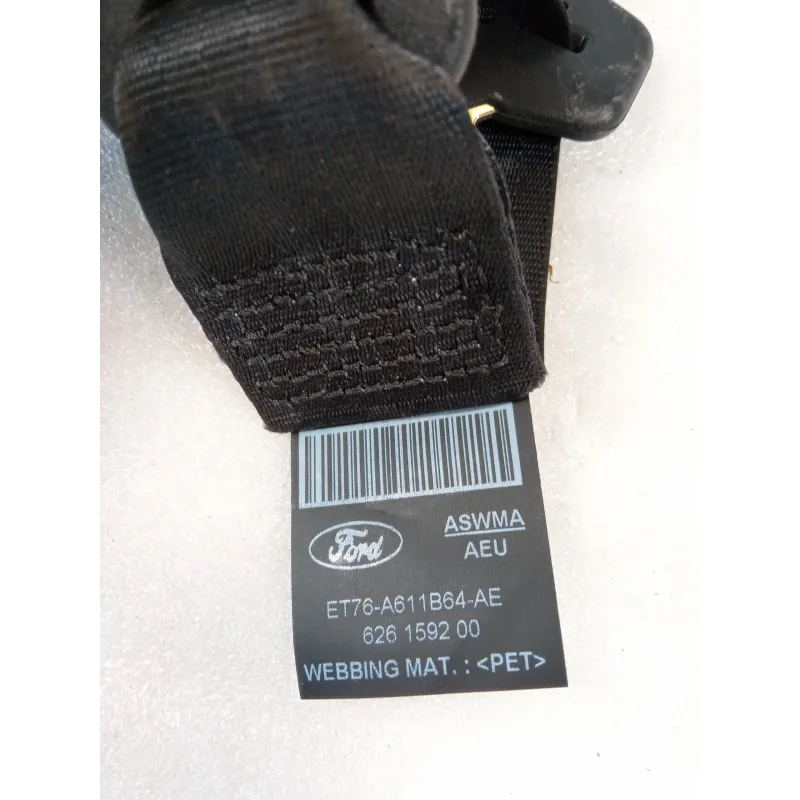 ASWMA
Ford
AEU
ET76-A611B64-AE
626 1592 00
WEBBING MAT. : <PET>